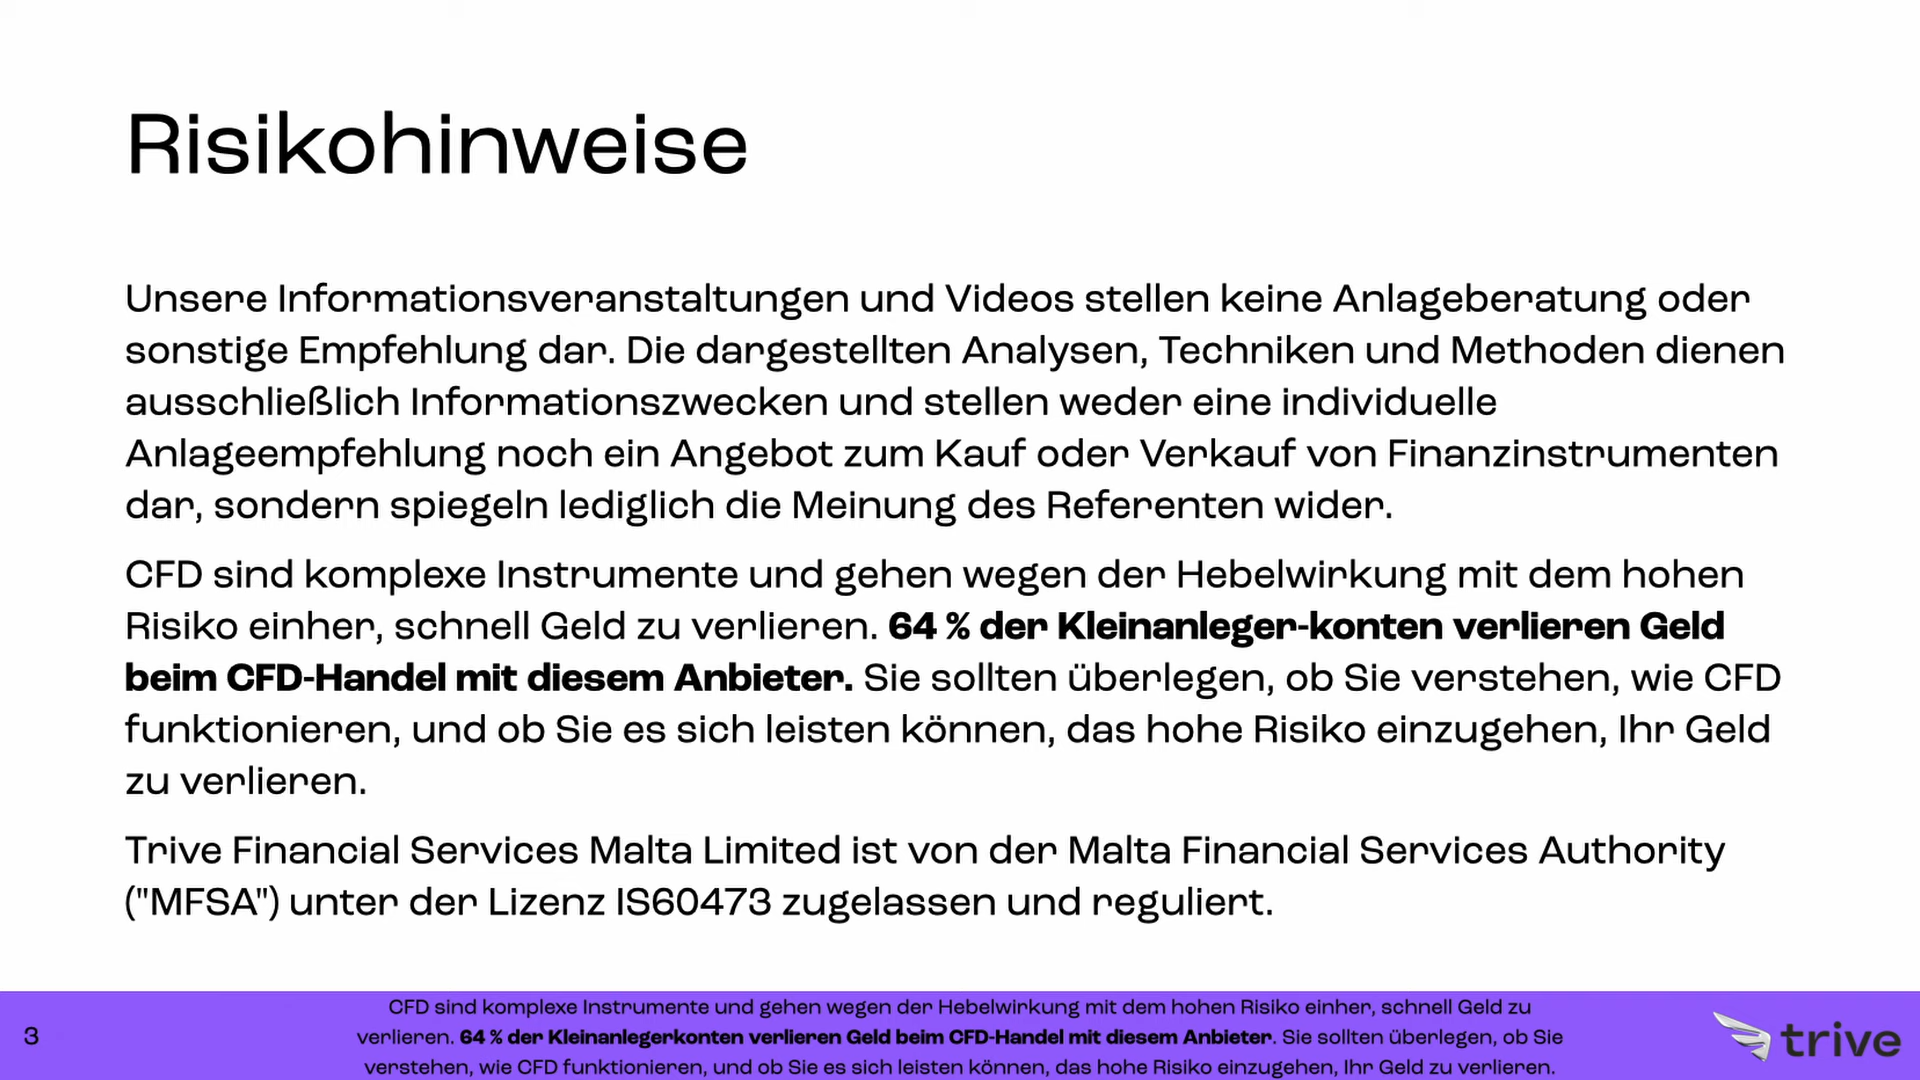 Risikohinweise
Unsere Informationsveranstaltungen und Videos stellen keine Anlageberatung oder
sonstige Empfehlung dar. Die dargestellten Analysen, Techniken und Methoden dienen
ausschließlich Informationszwecken und stellen weder eine individuelle
Anlageempfehlung noch ein Angebot zum Kauf oder Verkauf von Finanzinstrumenten
dar, sondern spiegeln lediglich die Meinung des Referenten wider.
CFD sind komplexe Instrumente und gehen wegen der Hebelwirkung mit dem hohen
Risiko einher, schnell Geld zu verlieren. 64 % der Kleinanleger-konten verlieren Geld
beim CFD-Handel mit diesem Anbieter. Sie sollten überlegen, ob Sie verstehen, wie CFD
funktionieren, und ob Sie es sich leisten können, das hohe Risiko einzugehen, Ihr Geld
zu verlieren.
Trive Financial Services Malta Limited ist von der Malta Financial Services Authority
("MFSA") unter der Lizenz IS60473 zugelassen und reguliert.
3
CFD sind komplexe Instrumente und gehen wegen der Hebelwirkung mit dem hohen Risiko einher, schnell Geld zu
verlieren. 64 % der Kleinanlegerkonten verlieren Geld beim CFD-Handel mit diesem Anbieter. Sie sollten überlegen, ob Sie
verstehen, wie CFD funktionieren, und ob Sie es sich leisten können, das hohe Risiko einzugehen, Ihr Geld zu verlieren.
trive